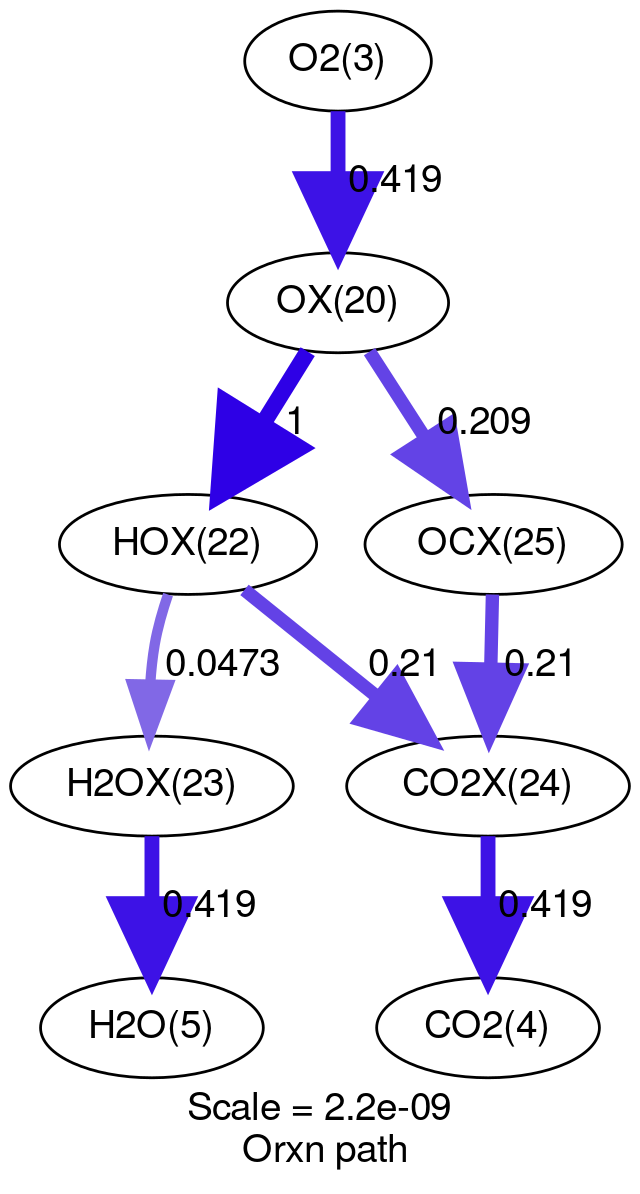 O2(3)
0.419
OX(20)
1
0.209
HOX(22)
OCX(25)
0.0473
0.21
0.21
H2OX(23)
CO2X(24)
0.419
0.419
H2O(5)
CO2(4)
Scale = 2.2e-09
Orxn path